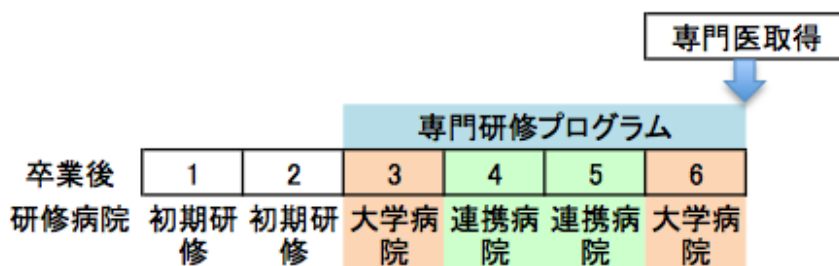 専門医取得
専門研修プログラム
卒業後 1 2 3 4 5 6
研修病院 初期研修 初期研修 大学病院 連携病院 連携病院 大学病院